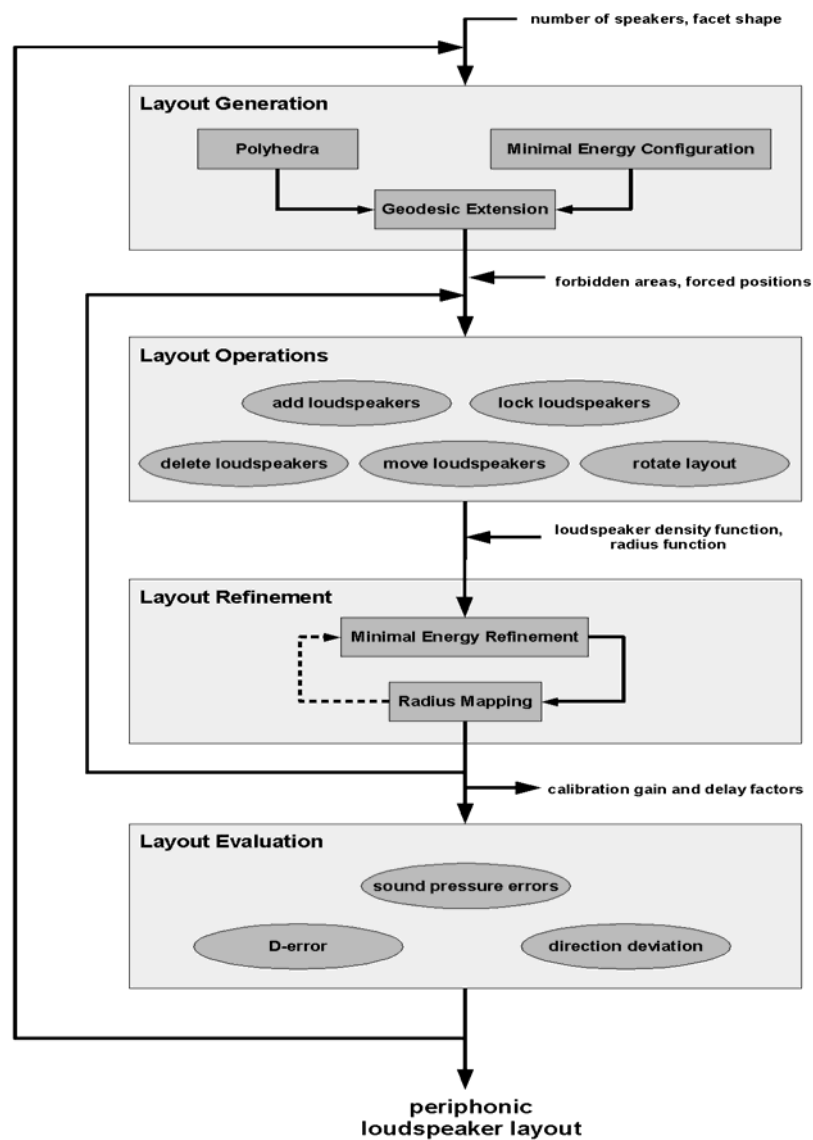 number of speakers, facet shape
Layout Generation
Polyhedra
Minimal Energy Configuration
Geodesic Extension
forbidden areas, forced positions
Layout Operations
add loudspeakers
lock loudspeakers
delete loudspeakers
move loudspeakers
rotate layout
loudspeaker density function,
radius function
Layout Refinement
Minimal Energy Refinement
Radius Mapping
calibration gain and delay factors
Layout Evaluation
sound pressure errors
D-error
direction deviation
periphonic
loudspeaker layout